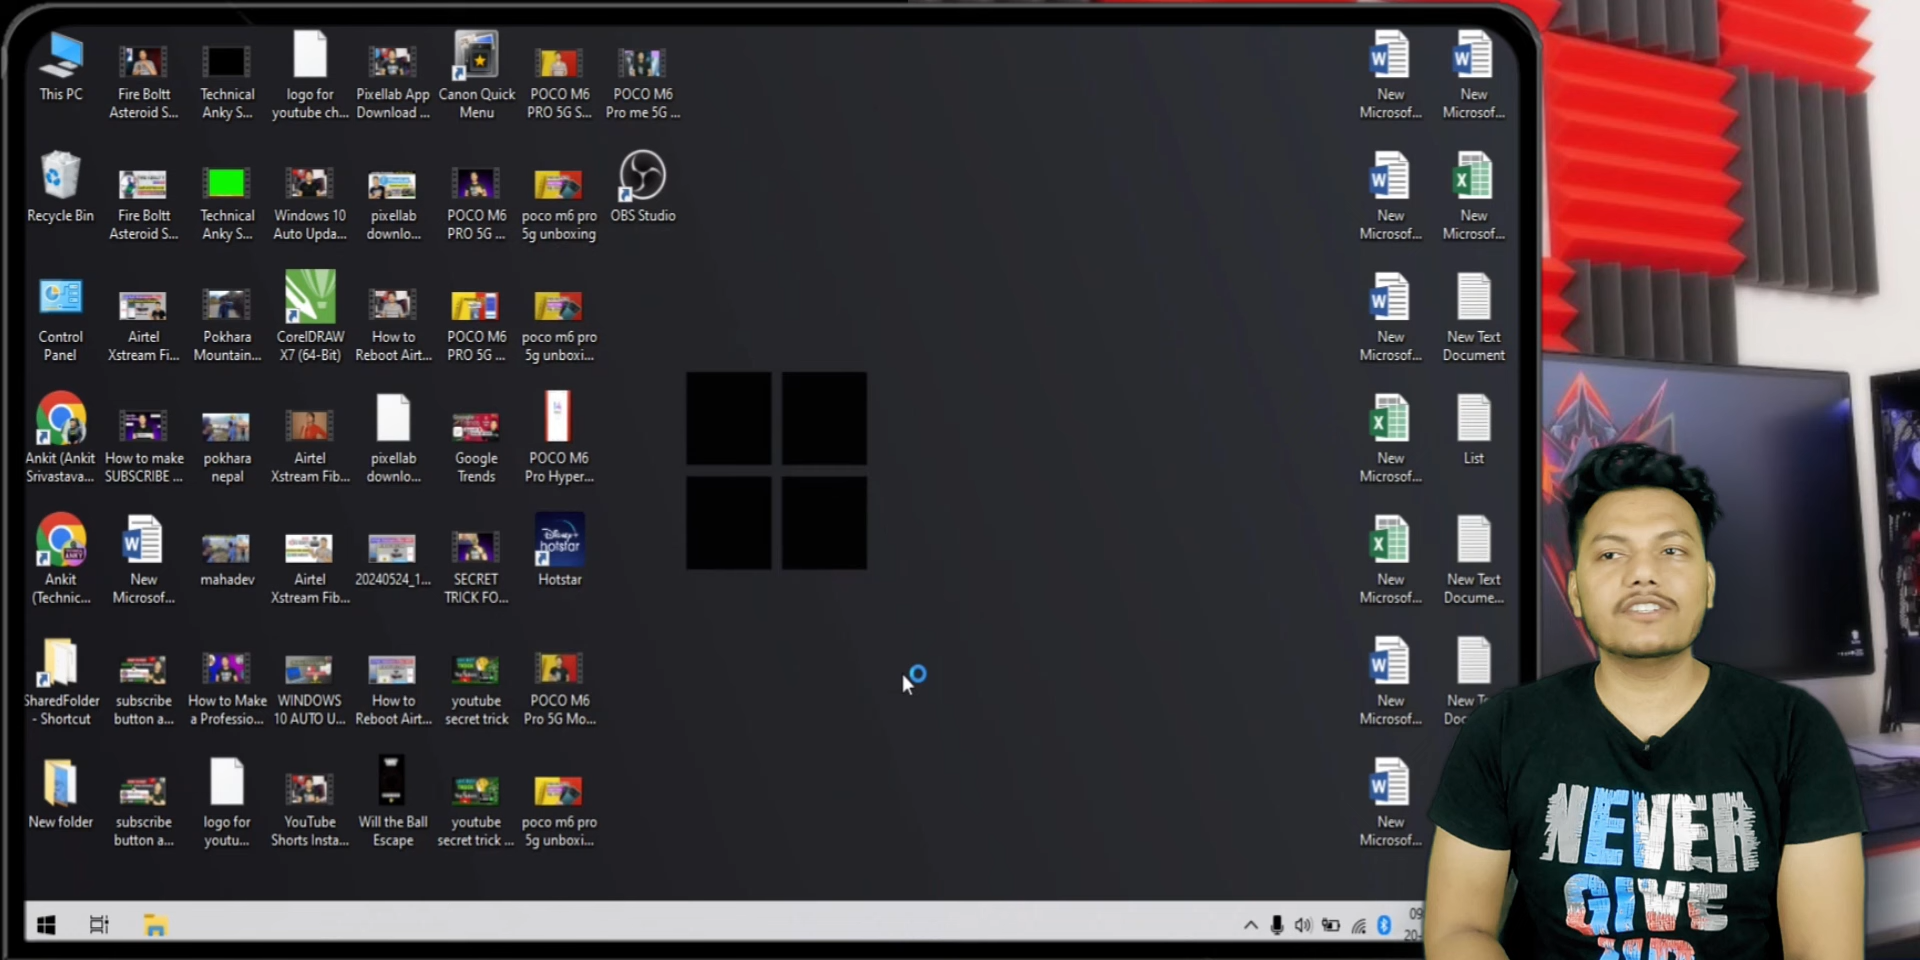 This PC
Fire Boltt
Asteroid S...
Technical
Anky S...
logo for
youtube ch...
Pixellab App
Download ...
Canon Quick
Menu
POCO M6
PRO 5G S...
POCO M6
Pro me 5G ...
New
Microsof...
New
Microsof...
Recycle Bin
Fire Boltt
Asteroid S...
Technical
Anky S...
Windows 10
Auto Upda...
pixellab
downlo...
POCO M6
PRO 5G ...
poco m6 pro
5g unboxing
OBS Studio
New
Microsof...
New
Microsof...
Control
Panel
Airtel
Xstream Fi...
Pokhara
Mountain...
CorelDRAW
X7 (64-Bit)
How to
Reboot Airt...
POCO M6
PRO 5G ...
poco m6 pro
5g unboxi...
New
Microsof...
New Text
Document
Ankit (Ankit
Srivastava...
How to make
SUBSCRIBE ...
pokhara
nepal
Airtel
Xstream Fib...
pixellab
downlo...
Google
Trends
POCO M6
Pro Hyper...
New
Microsof...
List
Ankit
(Technic...
New
Microsof...
mahadev
Airtel
Xstream Fib...
20240524_1...
SECRET
TRICK FO...
Disney+
hotstar
Hotstar
New
Microsof...
New Text
Docume...
SharedFolder
- Shortcut
subscribe
button a...
How to Make
a Professio...
WINDOWS
10 AUTO U...
How to
Reboot Airt...
youtube
secret trick
POCO M6
Pro 5G Mo...
New
Microsof...
New
New folder
subscribe
button a...
logo for
youtu...
YouTube
Shorts Insta...
Will the Ball
Escape
youtube
secret trick ...
poco m6 pro
5g unboxi...
New
Microsof...
09
20-
NEVER
GIVE
UP